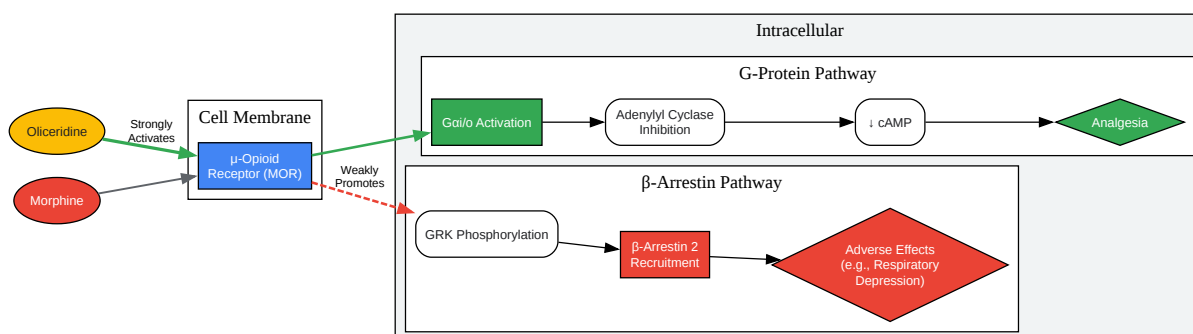 Intracellular
G-Protein Pathway
Cell Membrane
Oliceridine
Strongly
Activates
Gαi/o Activation
Adenylyl Cyclase
Inhibition
↓ cAMP
Analgesia
μ-Opioid
Receptor (MOR)
Morphine
Weakly
Promotes
β-Arrestin Pathway
GRK Phosphorylation
β-Arrestin 2
Recruitment
Adverse Effects
(e.g., Respiratory
Depression)